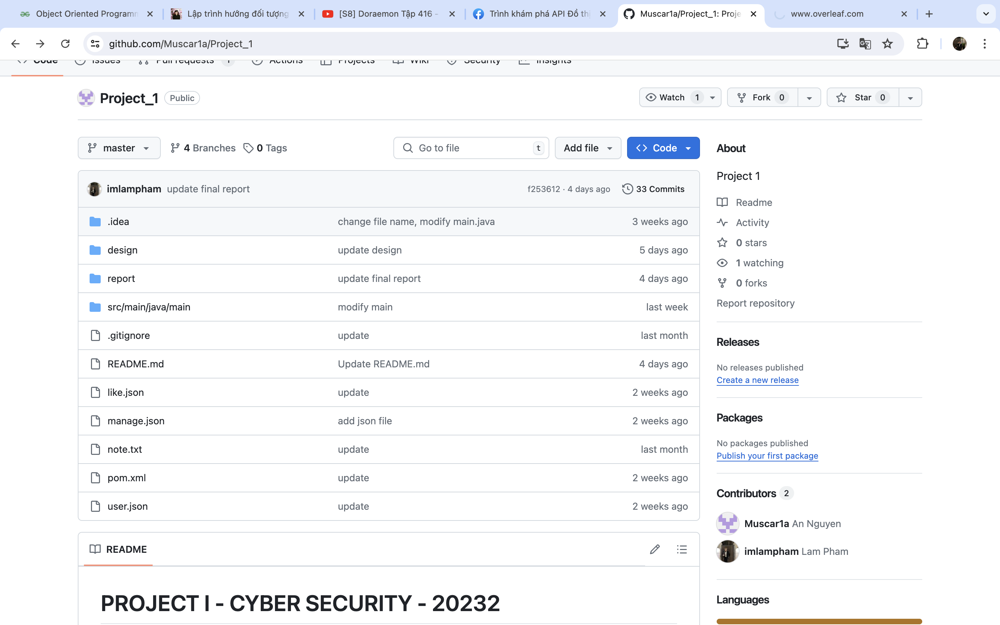 Object Oriented Programn
Lập trình hướng đối tượng
[S8] Doraemon Tập 416 -
Trình khám phá API Đồ thị
Muscar1a/Project_1: Proje
www.overleaf.com
github.com/Muscar1a/Project_1
Code
Issues
Pull requests 1
Actions
Projects
Wiki
Security
Insights
Project_1 Public
Watch 1
Fork 0
Star 0
master
4 Branches
0 Tags
Go to file t
Add file
Code
imlampham update final report f253612 · 4 days ago 33 Commits
.idea change file name, modify main.java 3 weeks ago
design update design 5 days ago
report update final report 4 days ago
src/main/java/main modify main last week
.gitignore update last month
README.md Update README.md 4 days ago
like.json update 2 weeks ago
manage.json add json file 2 weeks ago
note.txt update last month
pom.xml update 2 weeks ago
user.json update 2 weeks ago
README
PROJECT I - CYBER SECURITY - 20232
About
Project 1
Readme
Activity
0 stars
1 watching
0 forks
Report repository
Releases
No releases published
Create a new release
Packages
No packages published
Publish your first package
Contributors 2
Muscar1a An Nguyen
imlampham Lam Pham
Languages